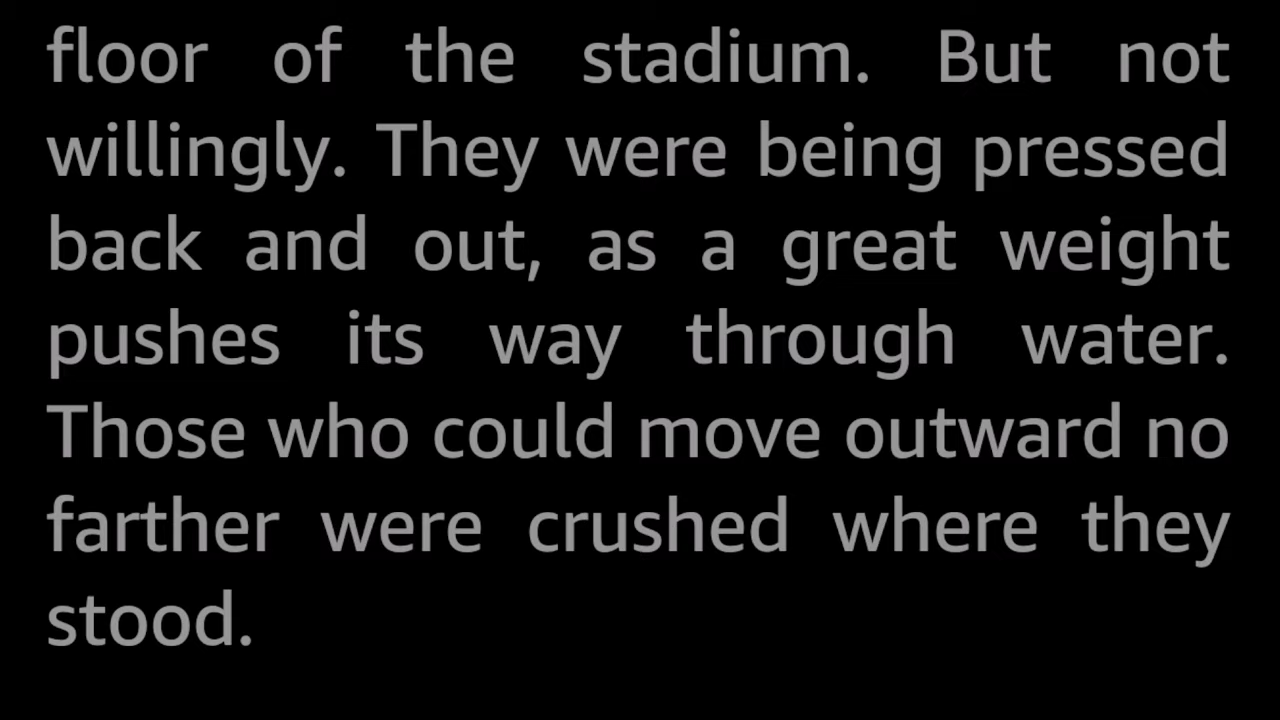 floor of the stadium. But not
willingly. They were being pressed
back and out, as a great weight
pushes its way through water.
Those who could move outward no
farther were crushed where they
stood.